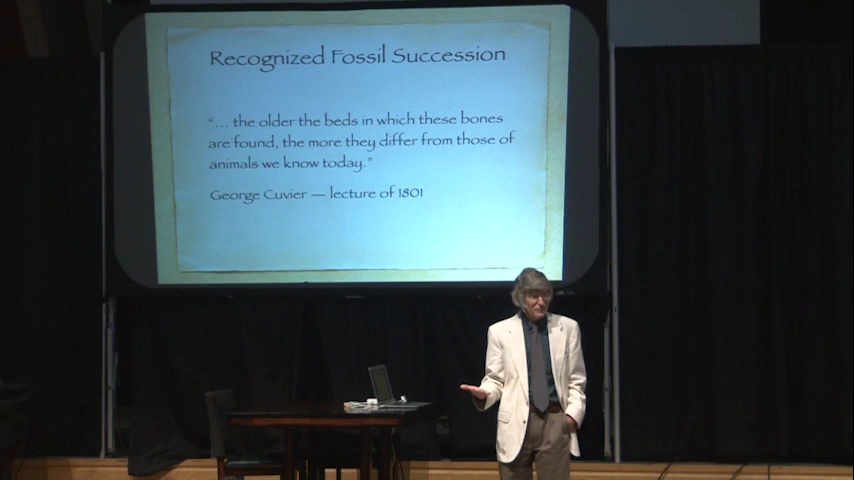 Recognized Fossil Succession
“... the older the beds in which these bones
are found, the more they differ from those of
animals we know today.”
George Cuvier — lecture of 1801